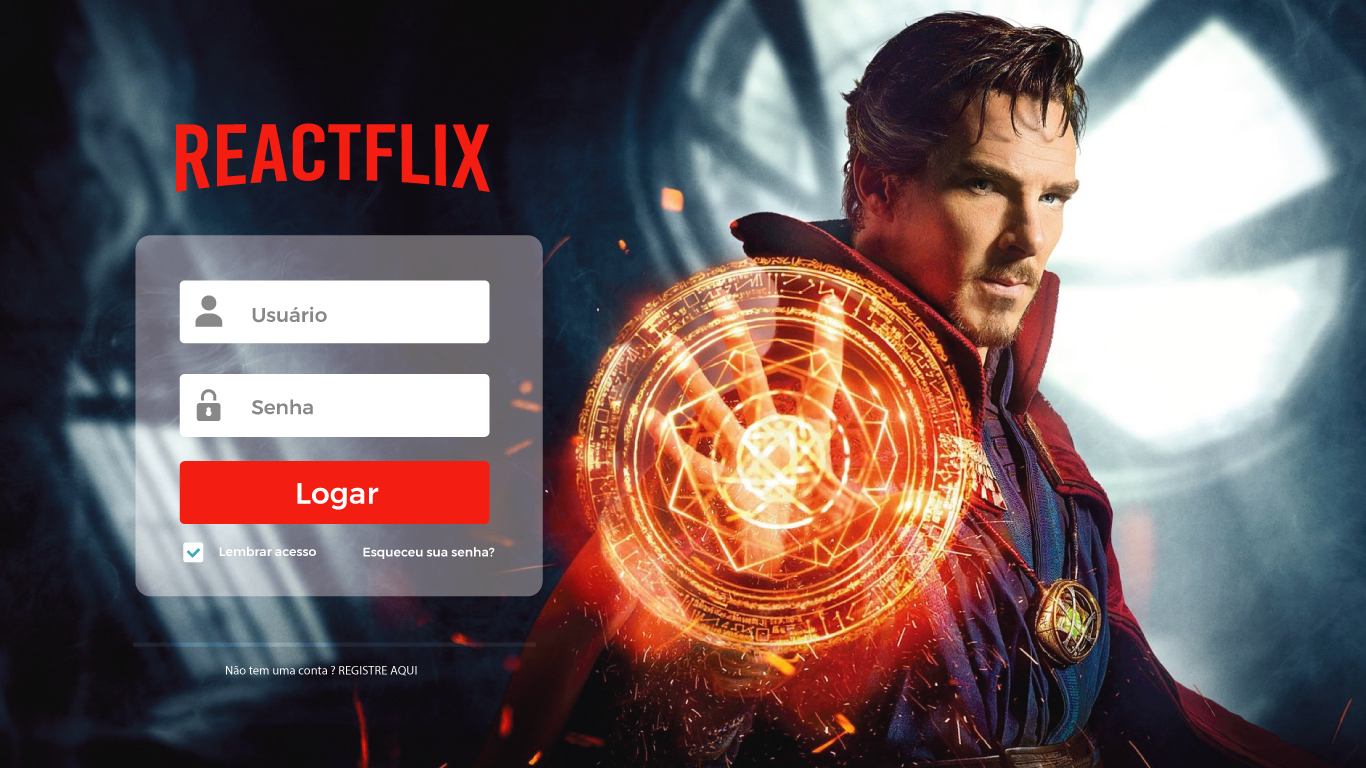 REACTFLIX
Usuário
Senha
Logar
Lembrar acesso Esqueceu sua senha?
Não tem uma conta ? REGISTRE AQUI